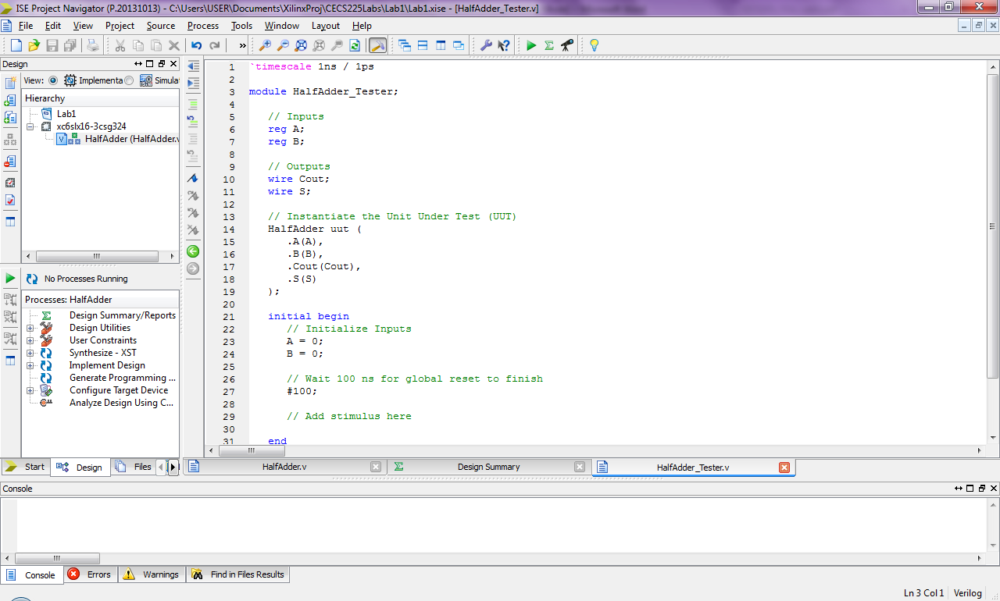 ISE Project Navigator (P.20131013) - C:\Users\USER\Documents\XilinxProj\CECS225Labs\Lab1\Lab1.xise - [HalfAdder_Tester.v]
File Edit View Project Source Process Tools Window Layout Help
Design
View: Implementa Simula
Hierarchy
Lab1
xc6slx16-3csg324
HalfAdder (HalfAdder.v
No Processes Running
Processes: HalfAdder
Design Summary/Reports
Design Utilities
User Constraints
Synthesize - XST
Implement Design
Generate Programming ...
Configure Target Device
Analyze Design Using C...
Start Design Files
1 `timescale 1ns / 1ps
2
3 module HalfAdder_Tester;
4
5 // Inputs
6 reg A;
7 reg B;
8
9 // Outputs
10 wire Cout;
11 wire S;
12
13 // Instantiate the Unit Under Test (UUT)
14 HalfAdder uut (
15 .A(A),
16 .B(B),
17 .Cout(Cout),
18 .S(S)
19 );
20
21 initial begin
22 // Initialize Inputs
23 A = 0;
24 B = 0;
25
26 // Wait 100 ns for global reset to finish
27 #100;
28
29 // Add stimulus here
30
31 end
HalfAdder.v Design Summary HalfAdder_Tester.v
Console
Console Errors Warnings Find in Files Results
Ln 3 Col 1 Verilog